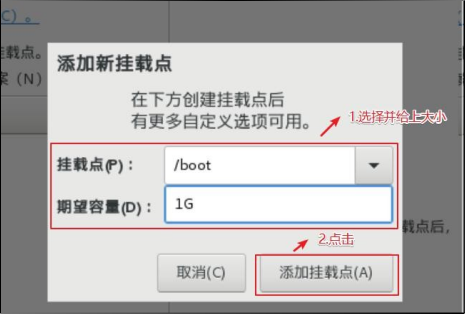 C）。
挂载点。
案（N）
添加新挂载点
在下方创建挂载点后
有更多自定义选项可用。
1.选择并给上大小
挂载点(P)： /boot
期望容量(D)： 1G
载点后，
2.点击
取消(C) 添加挂载点(A)